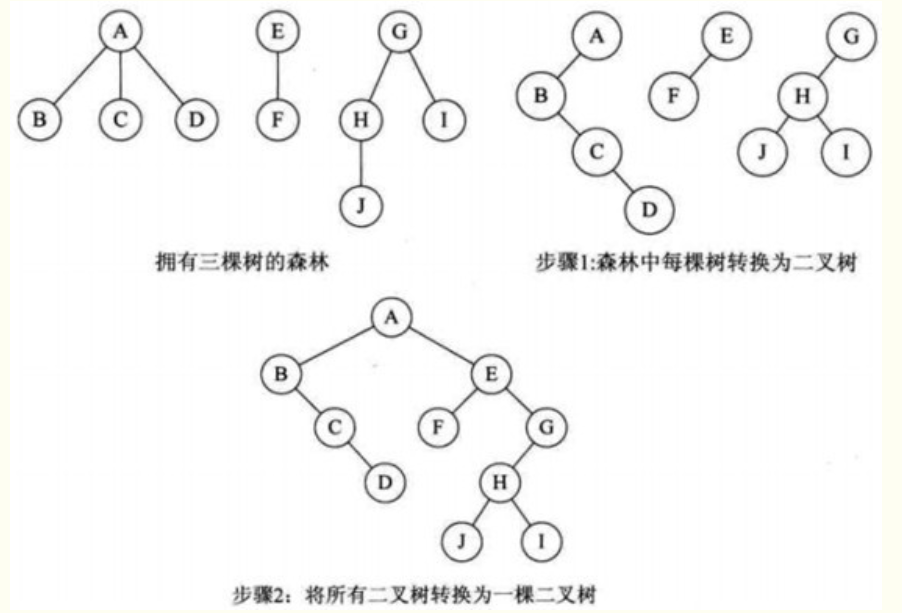 A E G
B C D F H I
J
拥有三棵树的森林
A E G
B F H
C J I
D
步骤1:森林中每棵树转换为二叉树
A
B E
C F G
D H
J I
步骤2：将所有二叉树转换为一棵二叉树